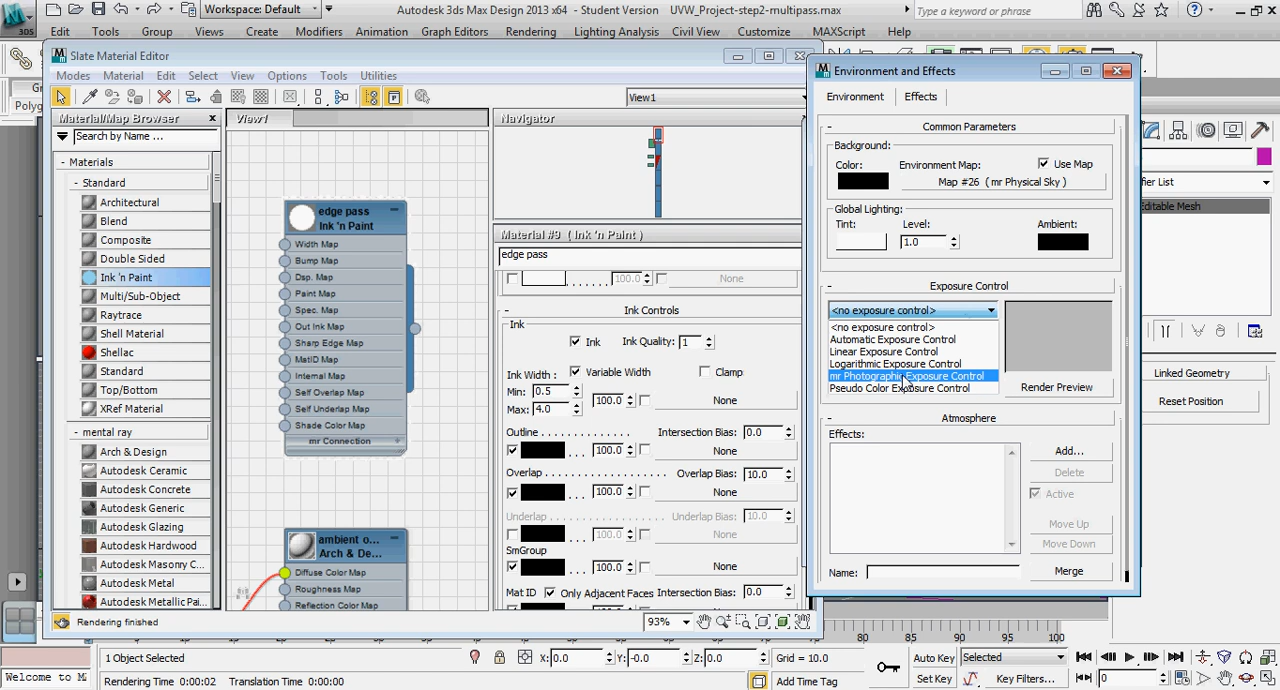 Workspace: Default
Autodesk 3ds Max Design 2013 x64 - Student Version UVW_Project-step2-multipass.max
Type a keyword or phrase
3DS
Edit Tools Group Views Create Modifiers Animation Graph Editors Rendering Lighting Analysis Civil View Customize MAXScript Help
Slate Material Editor
Modes Material Edit Select View Options Tools Utilities
View1
Material/Map Browser
Search by Name ...
- Materials
- Standard
Architectural
Blend
Composite
Double Sided
Ink 'n Paint
Multi/Sub-Object
Raytrace
Shell Material
Shellac
Standard
Top/Bottom
XRef Material
- mental ray
Arch & Design
Autodesk Ceramic
Autodesk Concrete
Autodesk Generic
Autodesk Glazing
Autodesk Hardwood
Autodesk Masonry C...
Autodesk Metal
Autodesk Metallic Pai...
View1
edge pass
Ink 'n Paint
Width Map
Bump Map
Dsp. Map
Paint Map
Spec. Map
Out Ink Map
Sharp Edge Map
MatID Map
Internal Map
Self Overlap Map
Self Underlap Map
Shade Color Map
mr Connection
ambient o...
Arch & De...
Diffuse Color Map
Roughness Map
Reflection Color Map
Navigator
Material #9 ( Ink 'n Paint )
edge pass
100.0 None
Ink Controls
Ink
Ink Ink Quality: 1
Ink Width : Variable Width Clamp
Min: 0.5
100.0 None
Max: 4.0
Outline Intersection Bias: 0.0
100.0 None
Overlap Overlap Bias: 10.0
100.0 None
Underlap Underlap Bias: 10.0
100.0 None
SmGroup
100.0 None
Mat ID Only Adjacent Faces Intersection Bias: 0.0
Rendering finished
93%
Environment and Effects
Environment Effects
Common Parameters
Background:
Color: Environment Map: Use Map
Map #26 ( mr Physical Sky )
Global Lighting:
Tint: Level: Ambient:
1.0
Exposure Control
<no exposure control>
<no exposure control>
Automatic Exposure Control
Linear Exposure Control
Logarithmic Exposure Control
mr Photographic Exposure Control
Pseudo Color Exposure Control
Render Preview
Atmosphere
Effects:
Add...
Delete
Active
Move Up
Move Down
Name: Merge
fier List
Editable Mesh
Linked Geometry
Reset Position
Polyg
80 85 90 95 100
1 Object Selected
X: 0.0 Y: -0.0 Z: 0.0 Grid = 10.0
Auto Key Selected
Welcome to M
Rendering Time 0:00:02 Translation Time 0:00:00
Add Time Tag
Set Key Key Filters... 0